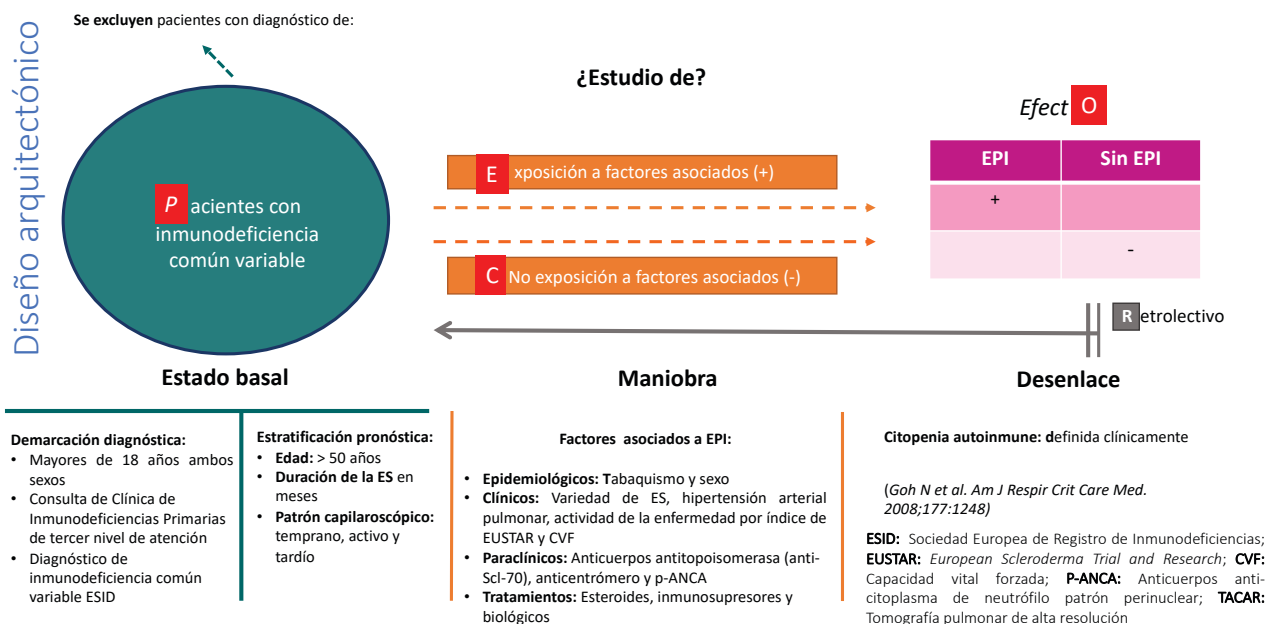 Diseño arquitectónico
Se excluyen pacientes con diagnóstico de:
P acientes con
inmunodeficiencia
común variable
¿Estudio de?
E xposición a factores asociados (+)
C No exposición a factores asociados (-)
Efect O
EPI Sin EPI
+
-
R etrolectivo
Estado basal
Maniobra
Desenlace
Demarcación diagnóstica:
• Mayores de 18 años ambos
sexos
• Consulta de Clínica de
Inmunodeficiencias Primarias
de tercer nivel de atención
• Diagnóstico de
inmunodeficiencia común
variable ESID
Estratificación pronóstica:
• Edad: > 50 años
• Duración de la ES en
meses
• Patrón capilaroscópico:
temprano, activo y
tardío
Factores asociados a EPI:
• Epidemiológicos: Tabaquismo y sexo
• Clínicos: Variedad de ES, hipertensión arterial
pulmonar, actividad de la enfermedad por índice de
EUSTAR y CVF
• Paraclínicos: Anticuerpos antitopoisomerasa (anti-
Scl-70), anticentrómero y p-ANCA
• Tratamientos: Esteroides, inmunosupresores y
biológicos
Citopenia autoinmune: definida clínicamente
(Goh N et al. Am J Respir Crit Care Med.
2008;177:1248)
ESID: Sociedad Europea de Registro de Inmunodeficiencias;
EUSTAR: European Scleroderma Trial and Research; CVF:
Capacidad vital forzada; P-ANCA: Anticuerpos anti-
citoplasma de neutrófilo patrón perinuclear; TACAR:
Tomografía pulmonar de alta resolución